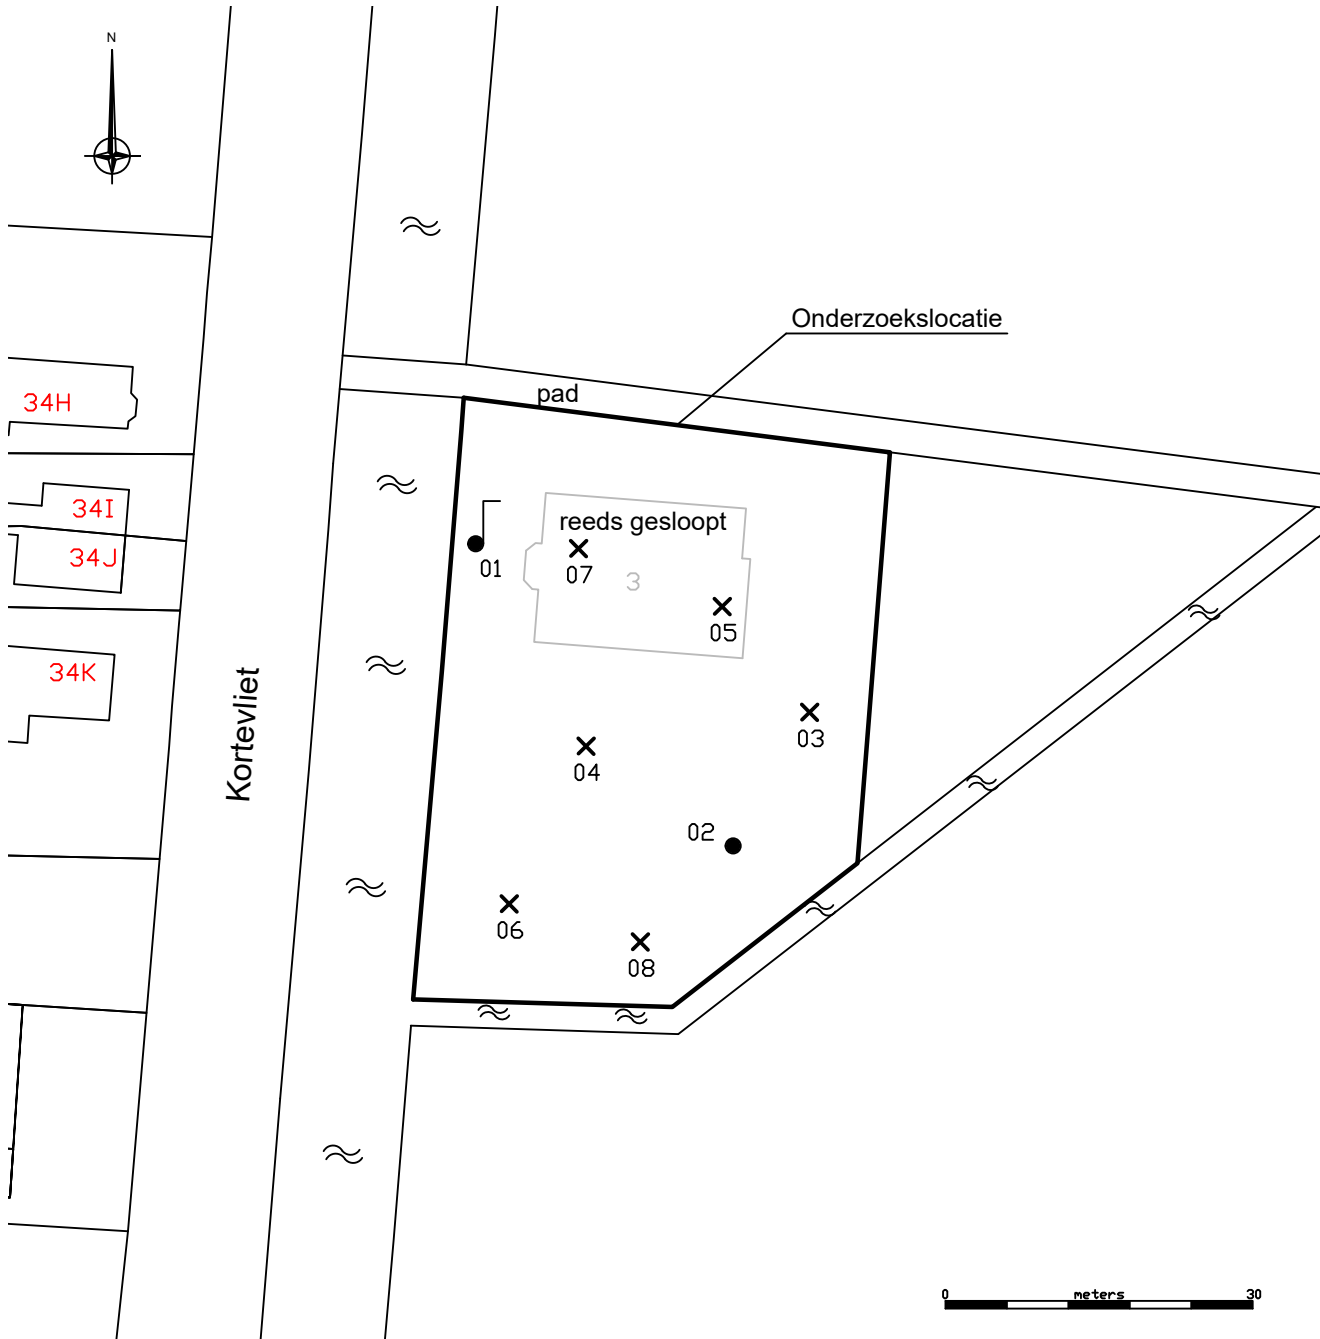 N
Onderzoekslocatie
pad
34H
34I
34J
34K
reeds gesloopt
01
07
3
05
Kortevliet
03
04
02
06
08
0 meters 30